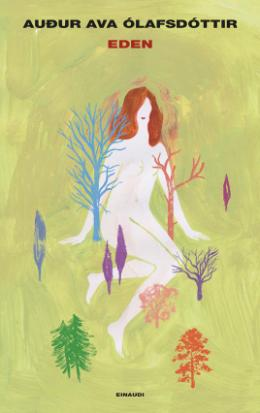 AUÐUR AVA ÓLAFSDÓTTIR
EDEN
EINAUDI